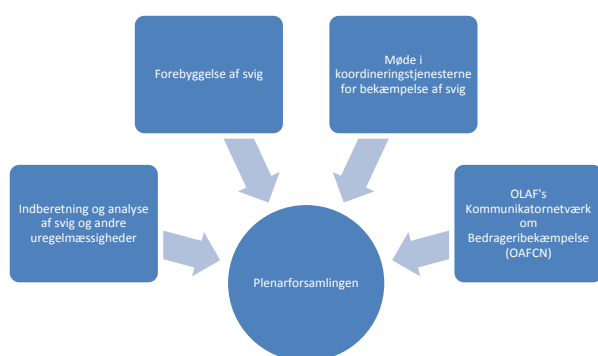 Forebyggelse af svig
Møde i
koordineringstjenesterne
for bekæmpelse af svig
Indberetning og analyse
af svig og andre
uregelmæssigheder
OLAF's
Kommunikatornetværk
om
Bedrageribekæmpelse
(OAFCN)
Plenarforsamlingen